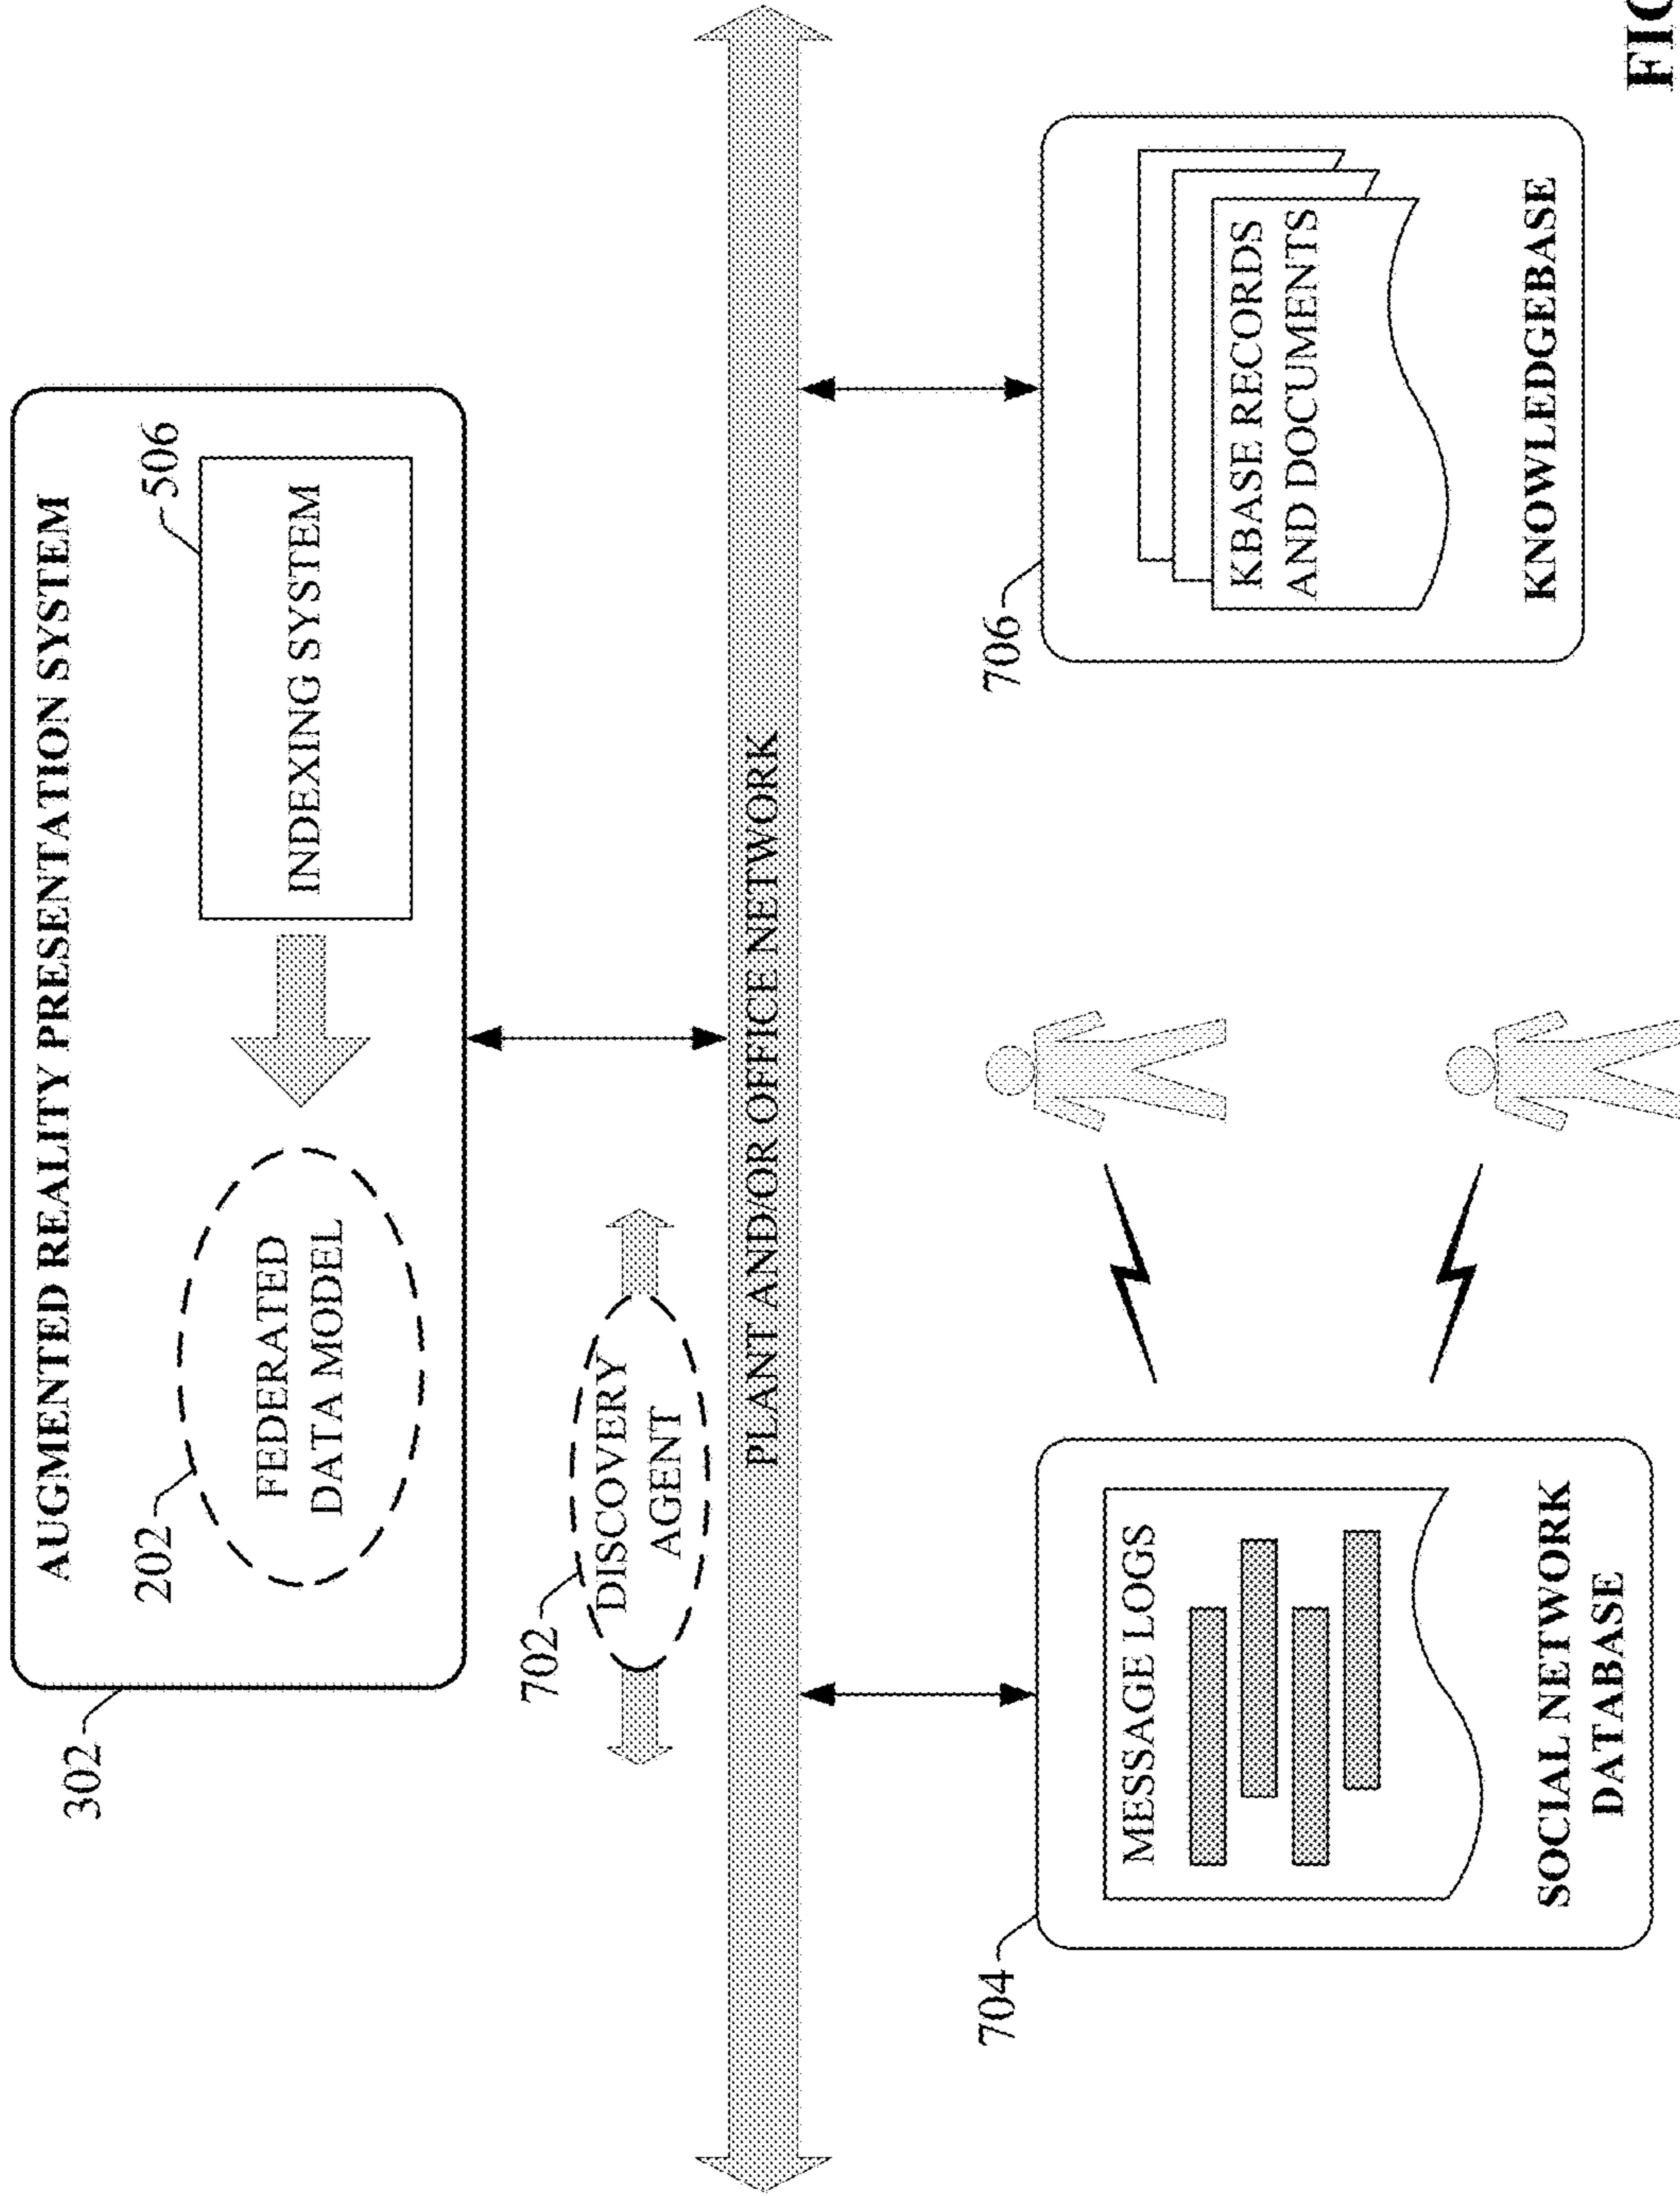 AUGMENTED REALITY PRESENTATION SYSTEM
302
202
FEDERATED
DATA MODEL
506
INDEXING SYSTEM
702
DISCOVERY
AGENT
PLANT AND/OR OFFICE NETWORK
704
MESSAGE LOGS
SOCIAL NETWORK
DATABASE
706
KBASE RECORDS
AND DOCUMENTS
KNOWLEDGEBASE